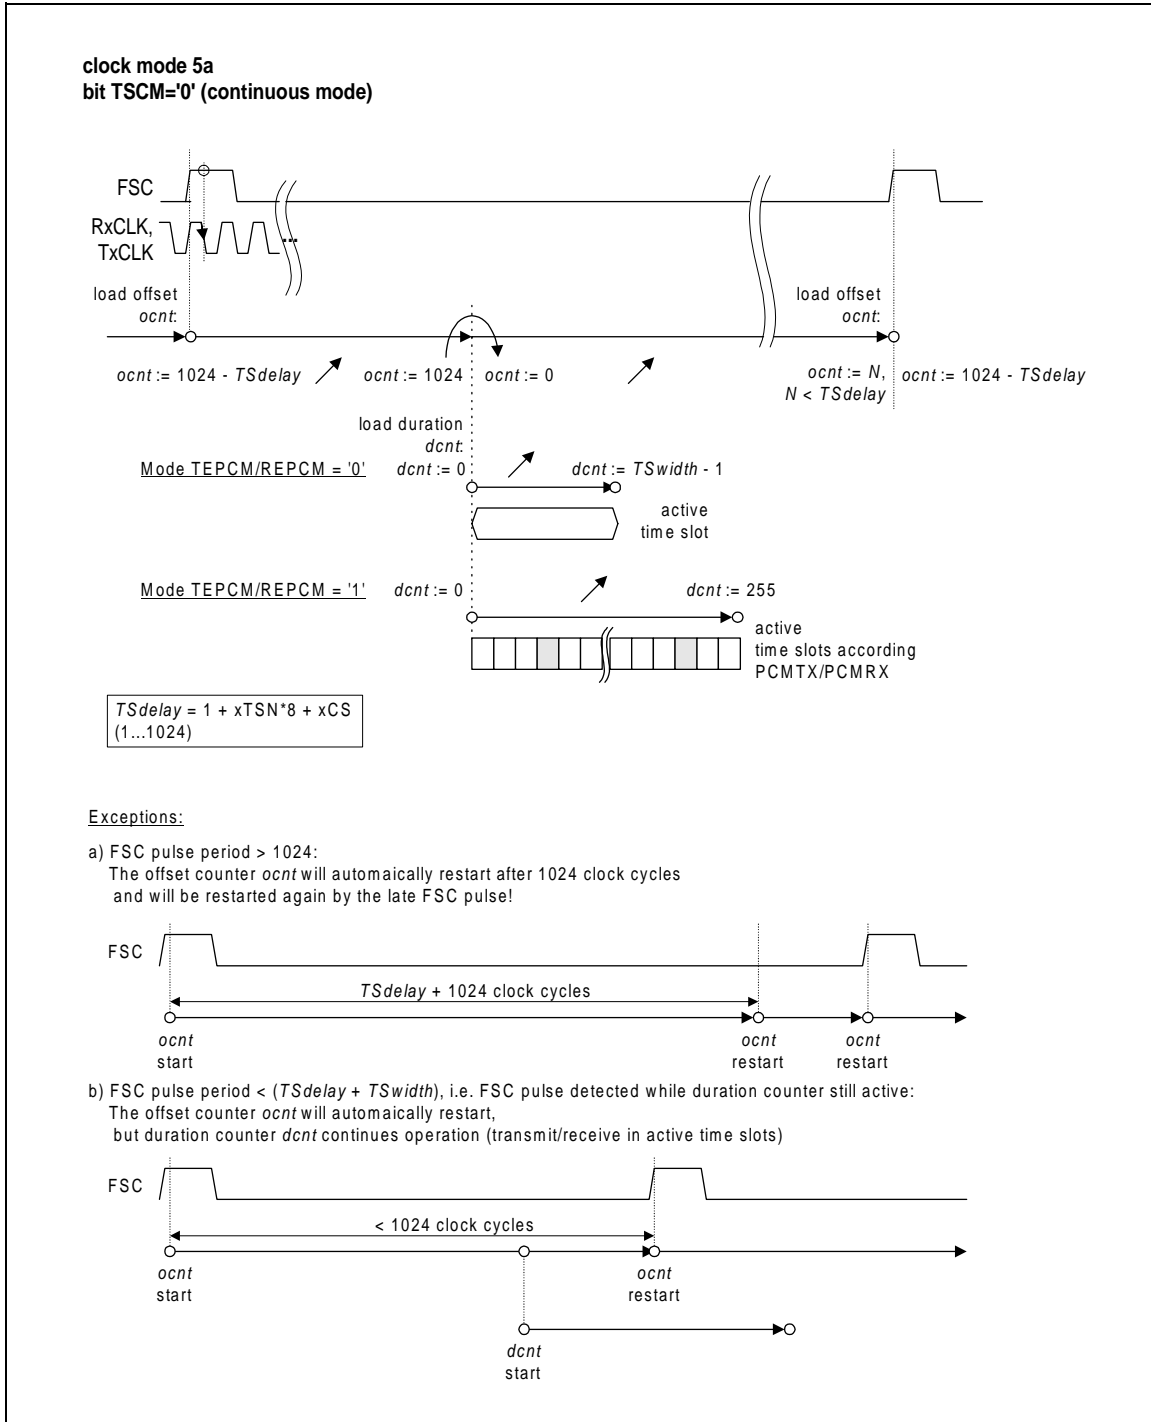 clock mode 5a
bit TSCM='0' (continuous mode)
FSC
RxCLK,
TxCLK
...
load offset
ocnt:
load offset
ocnt:
ocnt := 1024 - TSdelay
ocnt := 1024
ocnt := 0
ocnt := N,
N < TSdelay
ocnt := 1024 - TSdelay
load duration
dcnt:
Mode TEPCM/REPCM = '0'
dcnt := 0
dcnt := TSwidth - 1
active
time slot
Mode TEPCM/REPCM = '1'
dcnt := 0
dcnt := 255
active
time slots according
PCMTX/PCMRX
TSdelay = 1 + xTSN*8 + xCS
(1...1024)
Exceptions:
a) FSC pulse period > 1024:
The offset counter ocnt will automaically restart after 1024 clock cycles
and will be restarted again by the late FSC pulse!
FSC
TSdelay + 1024 clock cycles
ocnt
start
ocnt
restart
ocnt
restart
b) FSC pulse period < (TSdelay + TSwidth), i.e. FSC pulse detected while duration counter still active:
The offset counter ocnt will automaically restart,
but duration counter dcnt continues operation (transmit/receive in active time slots)
FSC
< 1024 clock cycles
ocnt
start
ocnt
restart
dcnt
start